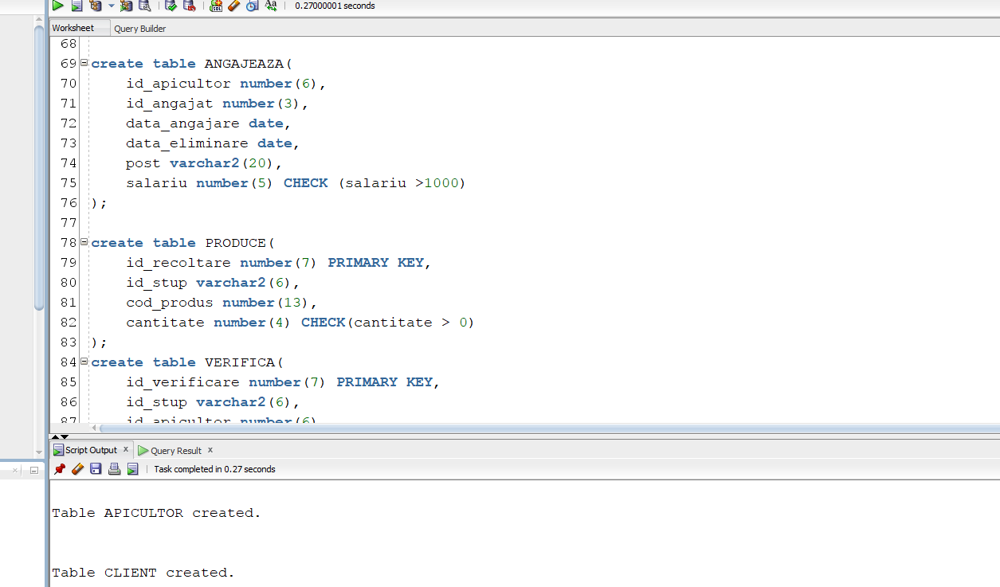 0.27000001 seconds
Worksheet Query Builder
68
69 create table ANGAJEAZA(
70 id_apicultor number(6),
71 id_angajat number(3),
72 data_angajare date,
73 data_eliminare date,
74 post varchar2(20),
75 salariu number(5) CHECK (salariu >1000)
76 );
77
78 create table PRODUCE(
79 id_recoltare number(7) PRIMARY KEY,
80 id_stup varchar2(6),
81 cod_produs number(13),
82 cantitate number(4) CHECK(cantitate > 0)
83 );
84 create table VERIFICA(
85 id_verificare number(7) PRIMARY KEY,
86 id_stup varchar2(6),
87 id_apicultor number(6)
Script Output x Query Result x
Task completed in 0.27 seconds
Table APICULTOR created.
Table CLIENT created.